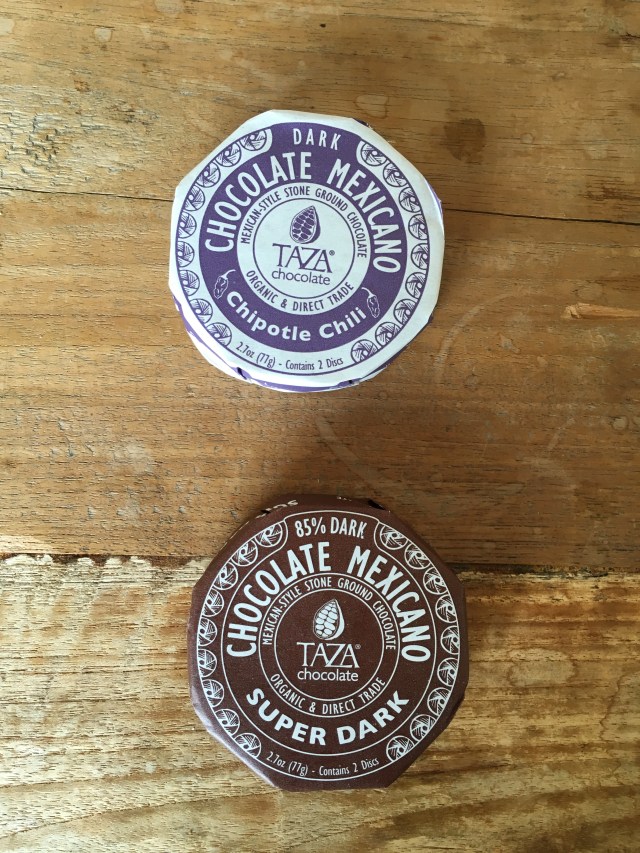 DARK
CHOCOLATE MEXICANO
MEXICAN-STYLE STONE GROUND CHOCOLATE
TAZA®
chocolate
ORGANIC & DIRECT TRADE
Chipotle Chili
2.7oz (77g) - Contains 2 Discs
85% DARK
CHOCOLATE MEXICANO
MEXICAN-STYLE STONE GROUND CHOCOLATE
TAZA®
chocolate
ORGANIC & DIRECT TRADE
SUPER DARK
2.7oz (77g) - Contains 2 Discs